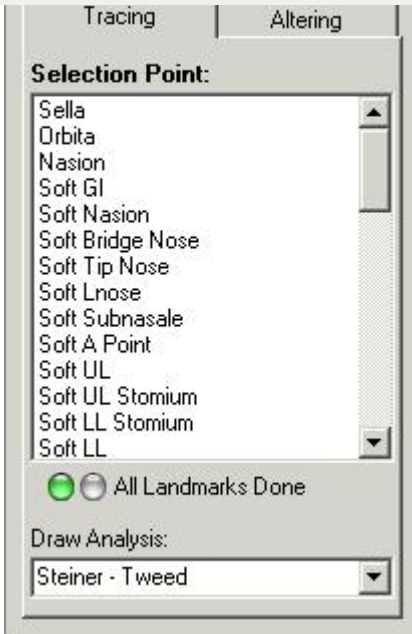 Tracing
Altering
Selection Point:
Sella
Orbita
Nasion
Soft Gl
Soft Nasion
Soft Bridge Nose
Soft Tip Nose
Soft Lnose
Soft Subnasale
Soft A Point
Soft UL
Soft UL Stomium
Soft LL Stomium
Soft LL
All Landmarks Done
Draw Analysis:
Steiner - Tweed